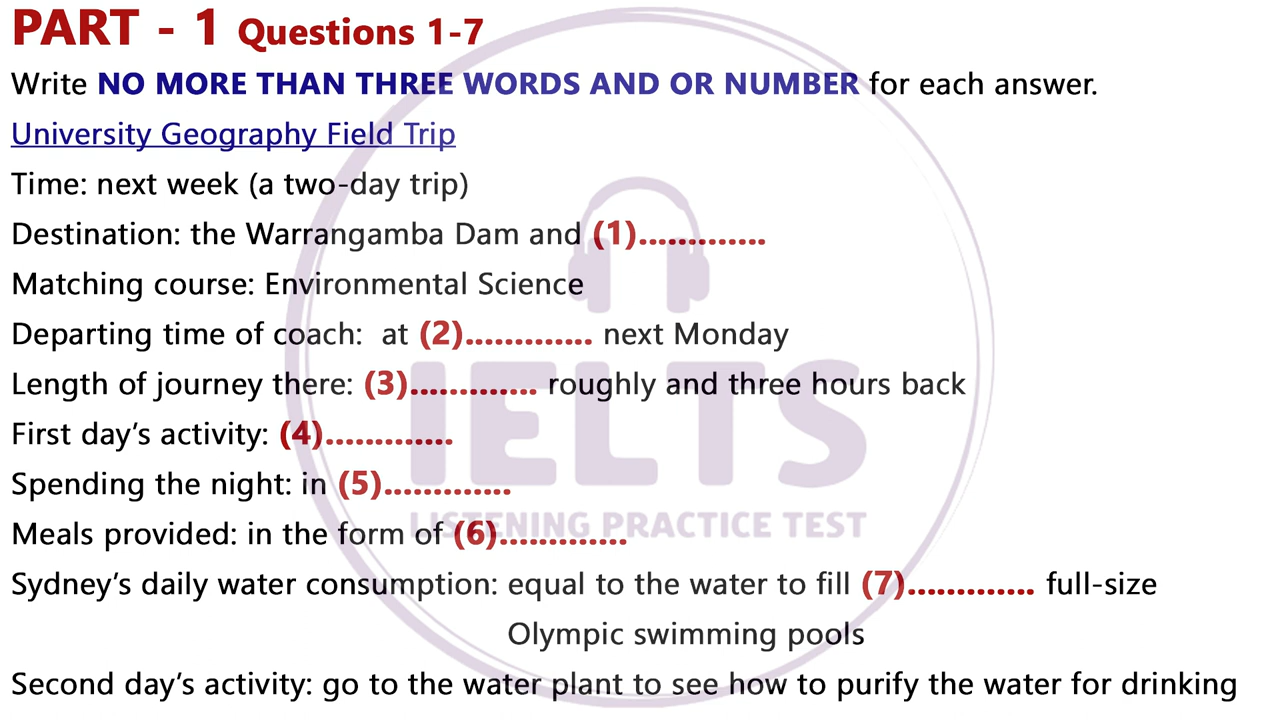 PART - 1 Questions 1-7
Write NO MORE THAN THREE WORDS AND OR NUMBER for each answer.
University Geography Field Trip
Time: next week (a two-day trip)
Destination: the Warrangamba Dam and (1).............
Matching course: Environmental Science
Departing time of coach: at (2)............. next Monday
Length of journey there: (3)............. roughly and three hours back
First day's activity: (4).............
Spending the night: in (5).............
Meals provided: in the form of (6).............
Sydney's daily water consumption: equal to the water to fill (7)............. full-size
Olympic swimming pools
Second day's activity: go to the water plant to see how to purify the water for drinking
IELTS
LISTENING PRACTICE TEST